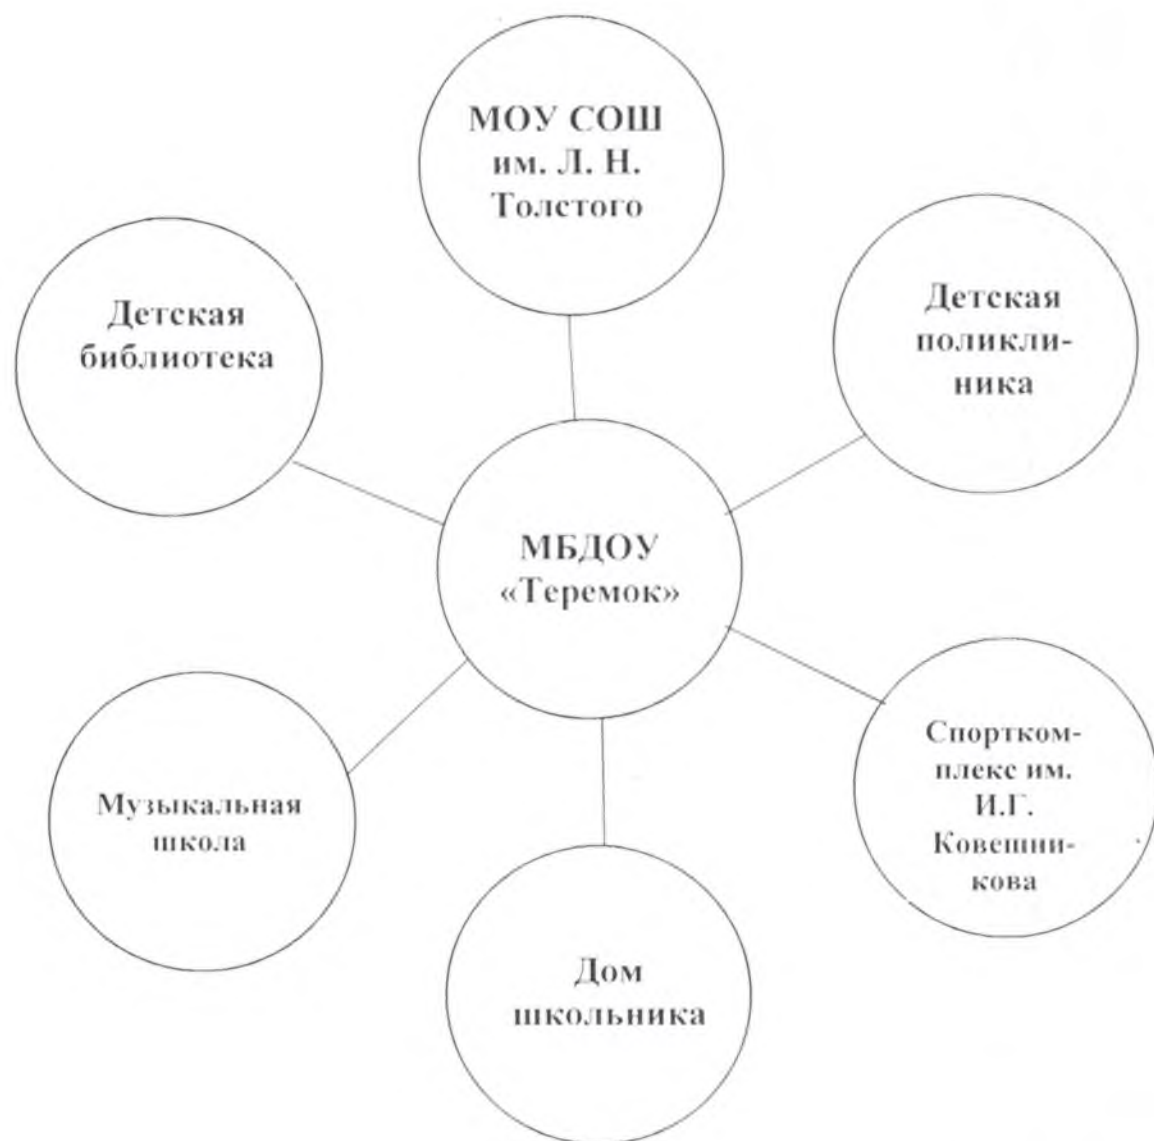 МОУ СОШ
им. Л. Н.
Толстого
Детская
библиотека
Детская
поликли-
ника
МБДОУ
«Теремок»
Музыкальная
школа
Спортком-
плекс им.
И.Г.
Ковешни-
кова
Дом
школьника